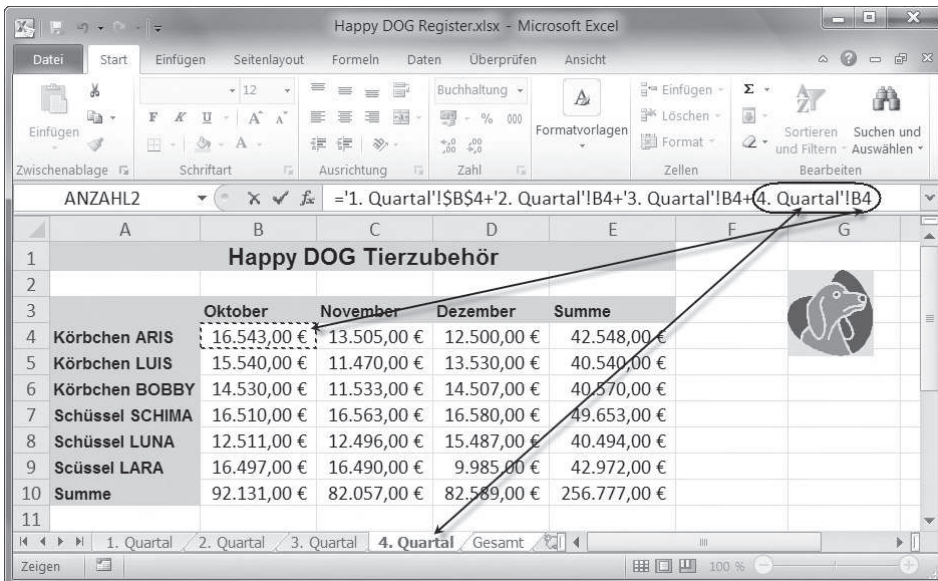 Happy DOG Register.xlsx - Microsoft Excel
Datei Start Einfügen Seitenlayout Formeln Daten Überprüfen Ansicht
12 Buchhaltung Einfügen Σ
Einfügen F K U A A % 000 Formatvorlagen Löschen Sortieren und Filtern Suchen und Auswählen
A ,00 ,00 Format
Zwischenablage Schriftart Ausrichtung Zahl Zellen Bearbeiten
ANZAHL2 fx ='1. Quartal'!$B$4+'2. Quartal'!B4+'3. Quartal'!B4+'4. Quartal'!B4
A B C D E F G
1 Happy DOG Tierzubehör
2
3 Oktober November Dezember Summe
4 Körbchen ARIS 16.543,00 € 13.505,00 € 12.500,00 € 42.548,00 €
5 Körbchen LUIS 15.540,00 € 11.470,00 € 13.530,00 € 40.540,00 €
6 Körbchen BOBBY 14.530,00 € 11.533,00 € 14.507,00 € 40.570,00 €
7 Schüssel SCHIMA 16.510,00 € 16.563,00 € 16.580,00 € 49.653,00 €
8 Schüssel LUNA 12.511,00 € 12.496,00 € 15.487,00 € 40.494,00 €
9 Scüssel LARA 16.497,00 € 16.490,00 € 9.985,00 € 42.972,00 €
10 Summe 92.131,00 € 82.057,00 € 82.589,00 € 256.777,00 €
11
1. Quartal 2. Quartal 3. Quartal 4. Quartal Gesamt
Zeigen 100 %